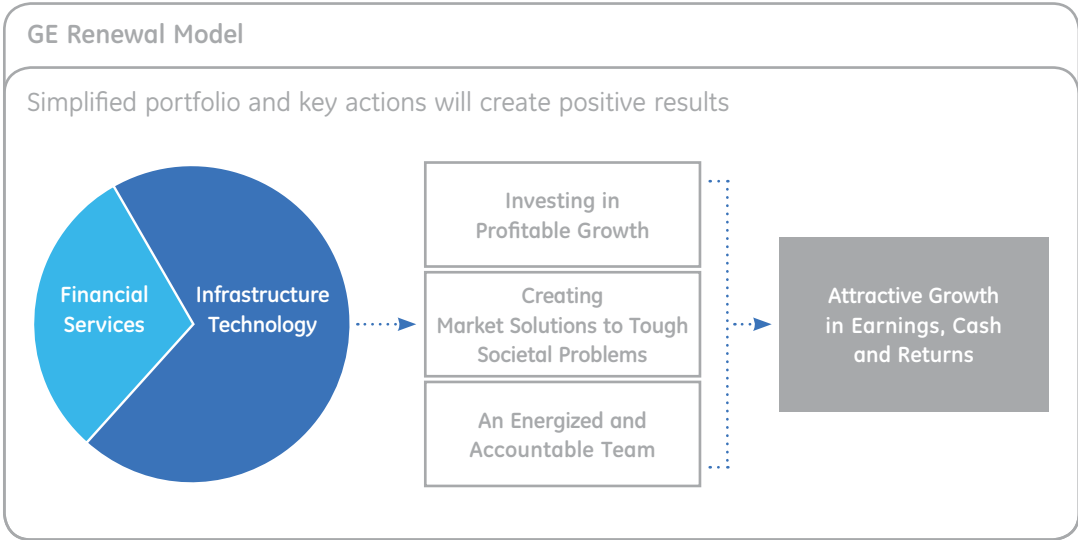 GE Renewal Model
Simplified portfolio and key actions will create positive results
Financial
Services
Infrastructure
Technology
Investing in
Profitable Growth
Creating
Market Solutions to Tough
Societal Problems
An Energized and
Accountable Team
Attractive Growth
in Earnings, Cash
and Returns